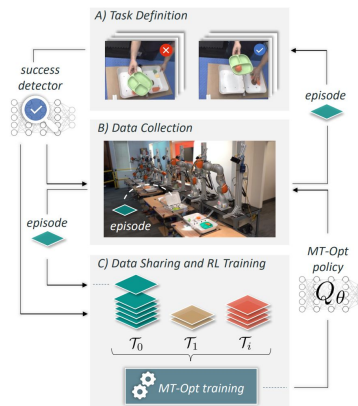 A) Task Definition
success
detector
episode
B) Data Collection
episode
episode
C) Data Sharing and RL Training
MT-Opt
policy
Qθ
T0 T1 Ti
MT-Opt training